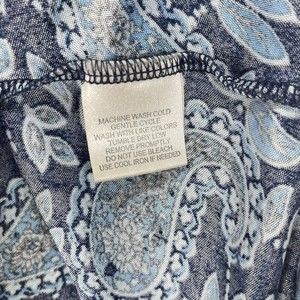 MACHINE WASH COLD
GENTLE CYCLE
WASH WITH LIKE COLORS
TUMBLE DRY LOW
REMOVE PROMPTLY
DO NOT USE BLEACH
USE COOL IRON IF NEEDED